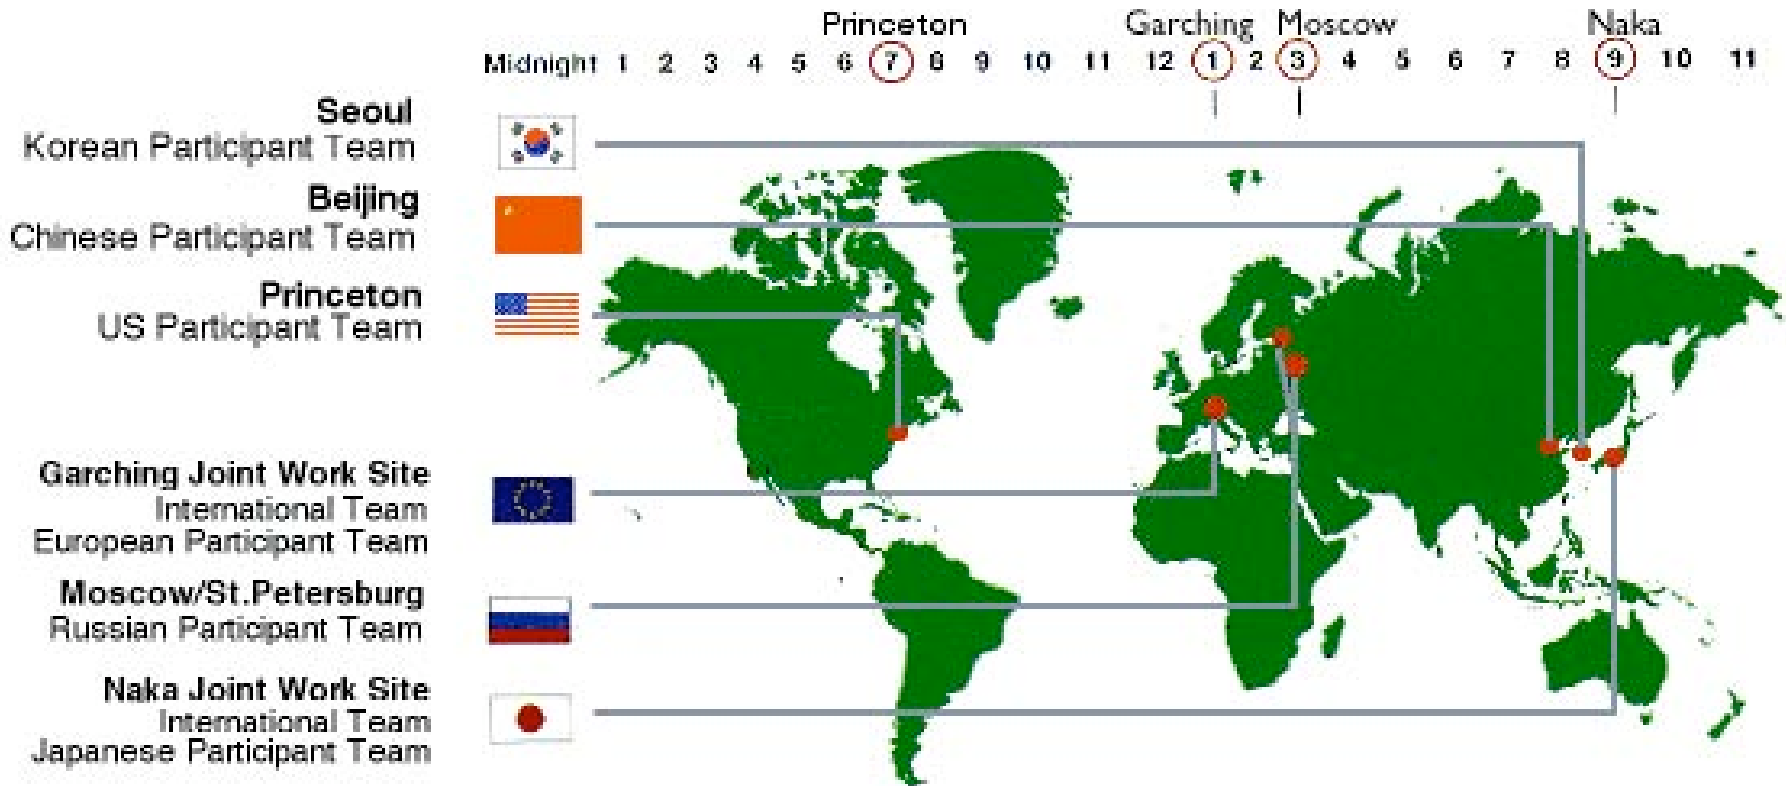 Princeton Garching Moscow Naka
Midnight 1 2 3 4 5 6 7 8 9 10 11 12 1 2 3 4 5 6 7 8 9 10 11
Seoul
Korean Participant Team
Beijing
Chinese Participant Team
Princeton
US Participant Team
Garching Joint Work Site
International Team
European Participant Team
Moscow/St.Petersburg
Russian Participant Team
Naka Joint Work Site
International Team
Japanese Participant Team